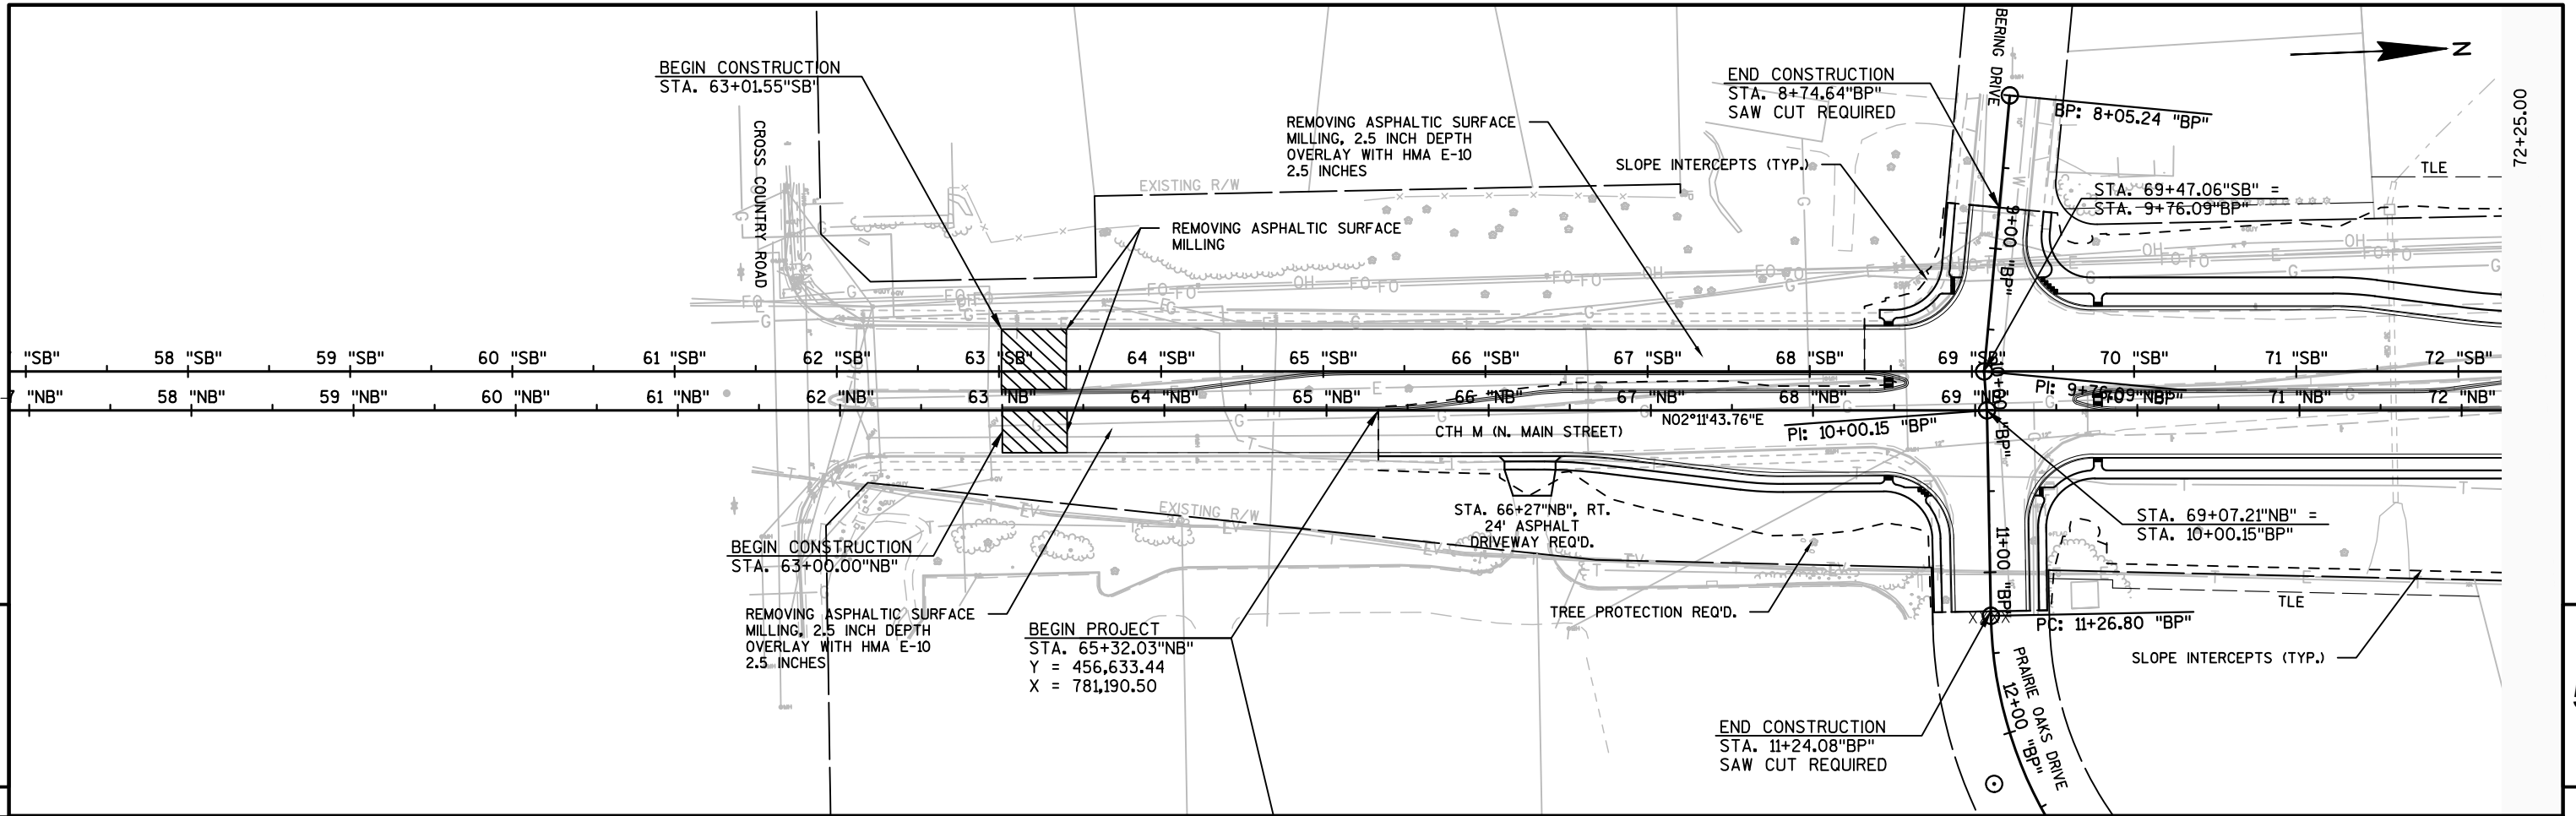 BEGIN CONSTRUCTION
STA. 63+01.55"SB"
CROSS COUNTRY ROAD
EXISTING R/W
REMOVING ASPHALTIC SURFACE
MILLING
REMOVING ASPHALTIC SURFACE
MILLING, 2.5 INCH DEPTH
OVERLAY WITH HMA E-10
2.5 INCHES
SLOPE INTERCEPTS (TYP.)
END CONSTRUCTION
STA. 8+74.64"BP"
SAW CUT REQUIRED
BERING DRIVE
BP: 8+05.24 "BP"
N
72+25.00
TLE
STA. 69+47.06"SB" =
STA. 9+76.09"BP"
9+00 "BP"
"SB" 58 "SB" 59 "SB" 60 "SB" 61 "SB" 62 "SB" 63 "SB" 64 "SB" 65 "SB" 66 "SB" 67 "SB" 68 "SB" 69 "SB" 70 "SB" 71 "SB" 72 "SB"
7 "NB" 58 "NB" 59 "NB" 60 "NB" 61 "NB" 62 "NB" 63 "NB" 64 "NB" 65 "NB" 66 "NB" 67 "NB" 68 "NB" 69 "NB" 70 "NB" 71 "NB" 72 "NB"
PI: 9+76.09 "BP"
10+00 "BP"
CTH M (N. MAIN STREET)
N02°11'43.76"E
PI: 10+00.15 "BP"
EXISTING R/W
STA. 66+27"NB", RT.
24' ASPHALT
DRIVEWAY REQ'D.
STA. 69+07.21"NB" =
STA. 10+00.15"BP"
11+00 "BP"
BEGIN CONSTRUCTION
STA. 63+00.00"NB"
REMOVING ASPHALTIC SURFACE
MILLING, 2.5 INCH DEPTH
OVERLAY WITH HMA E-10
2.5 INCHES
BEGIN PROJECT
STA. 65+32.03"NB"
Y = 456,633.44
X = 781,190.50
TREE PROTECTION REQ'D.
TLE
PC: 11+26.80 "BP"
SLOPE INTERCEPTS (TYP.)
PRAIRIE OAKS DRIVE
12+00 "BP"
END CONSTRUCTION
STA. 11+24.08"BP"
SAW CUT REQUIRED